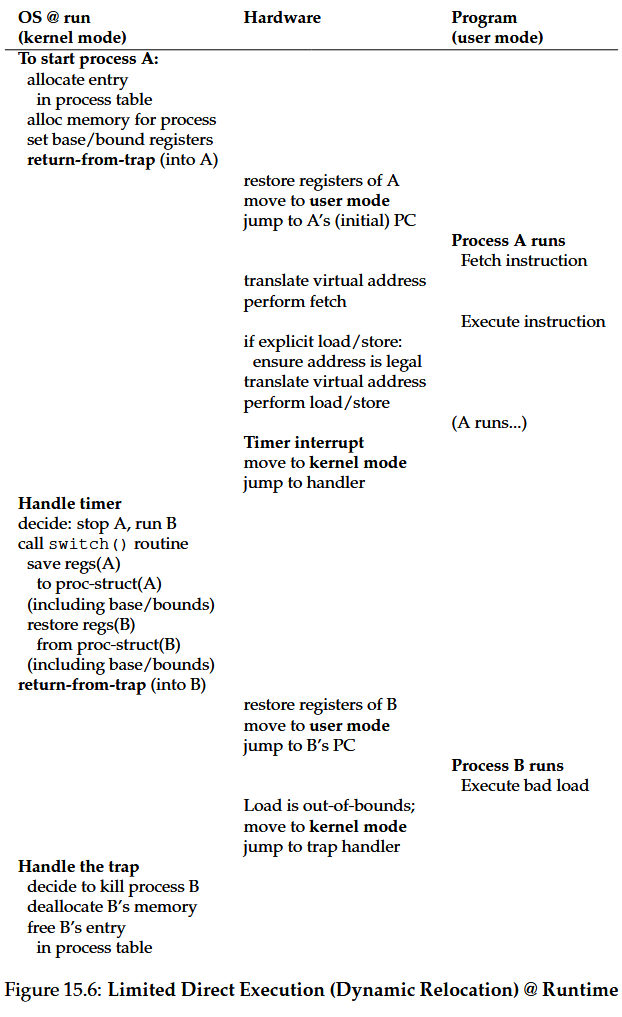 OS @ run Hardware Program
(kernel mode) (user mode)
To start process A:
allocate entry
in process table
alloc memory for process
set base/bound registers
return-from-trap (into A)
restore registers of A
move to user mode
jump to A's (initial) PC
Process A runs
Fetch instruction
translate virtual address
perform fetch
Execute instruction
if explicit load/store:
ensure address is legal
translate virtual address
perform load/store
(A runs...)
Timer interrupt
move to kernel mode
jump to handler
Handle timer
decide: stop A, run B
call switch() routine
save regs(A)
to proc-struct(A)
(including base/bounds)
restore regs(B)
from proc-struct(B)
(including base/bounds)
return-from-trap (into B)
restore registers of B
move to user mode
jump to B's PC
Process B runs
Execute bad load
Load is out-of-bounds;
move to kernel mode
jump to trap handler
Handle the trap
decide to kill process B
deallocate B's memory
free B's entry
in process table
Figure 15.6: Limited Direct Execution (Dynamic Relocation) @ Runtime